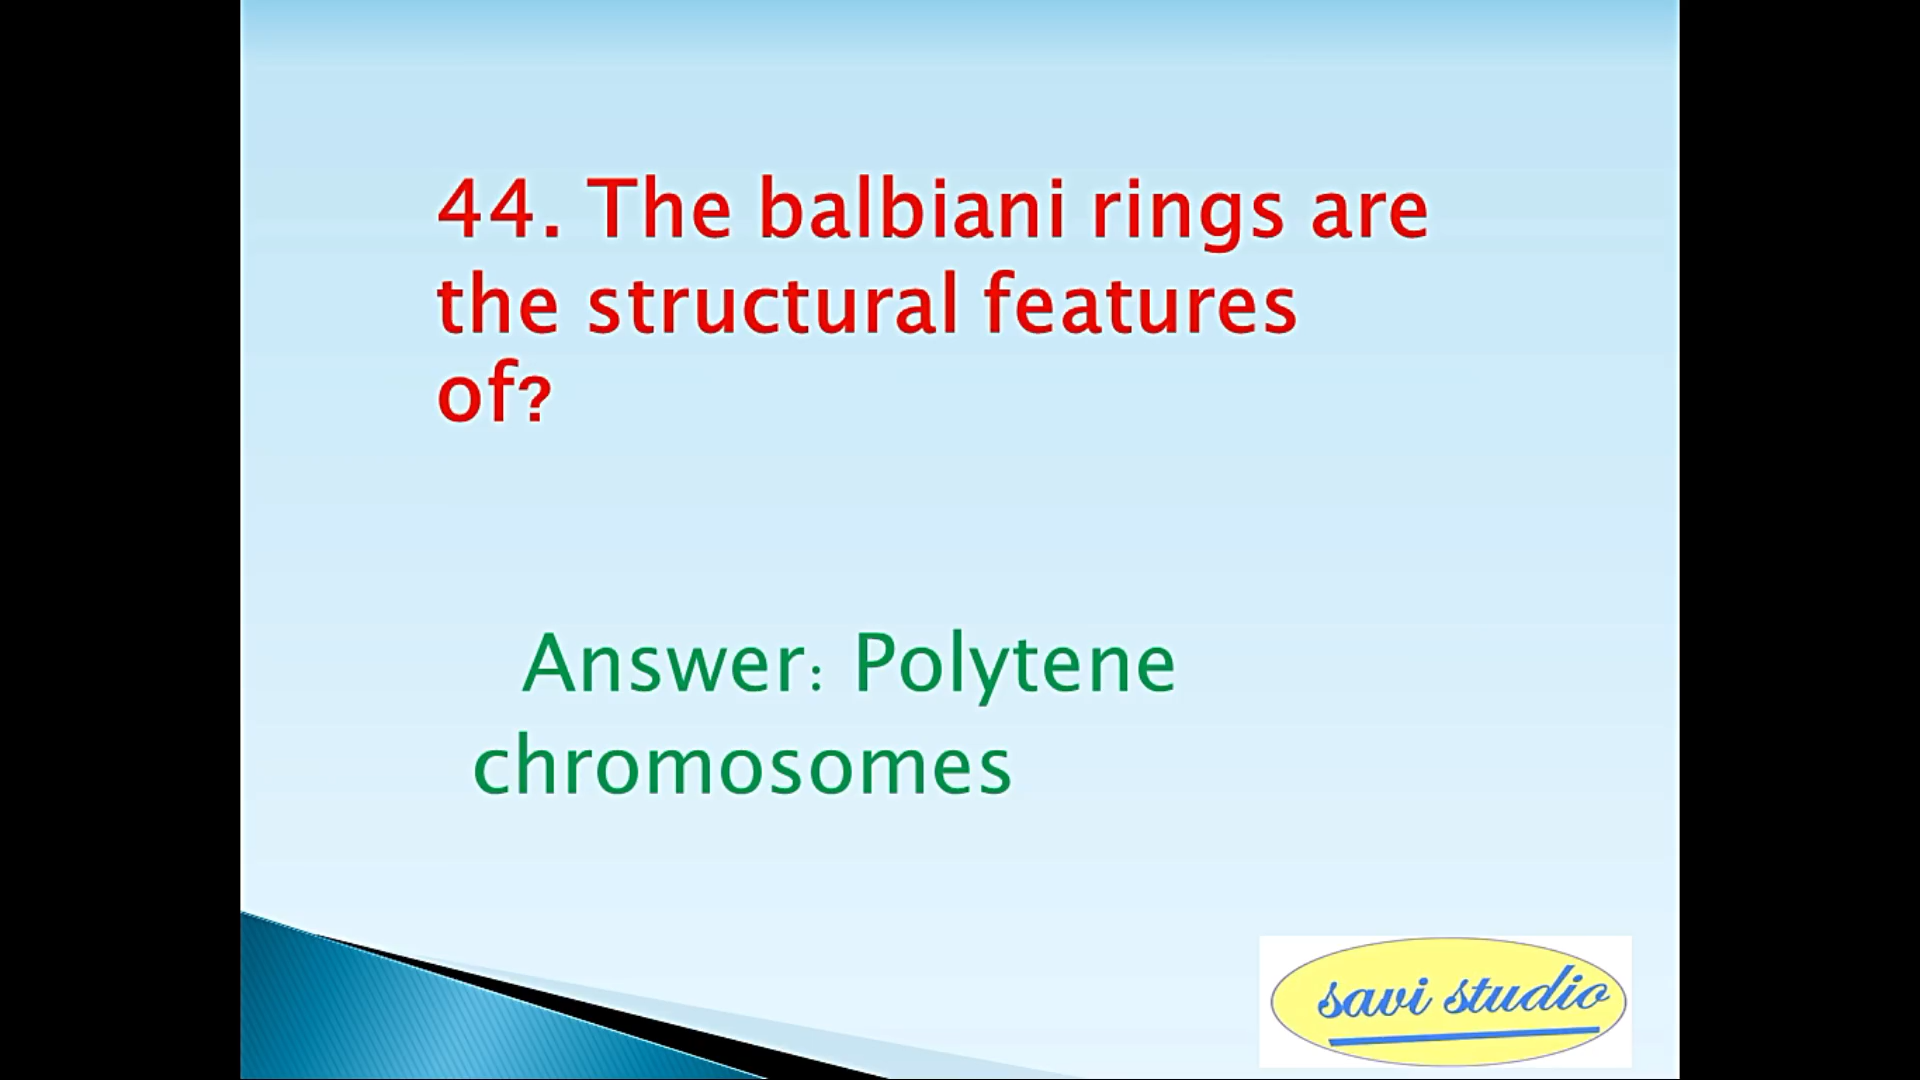 44. The balbiani rings are
the structural features
of?
Answer: Polytene
chromosomes
savi studio